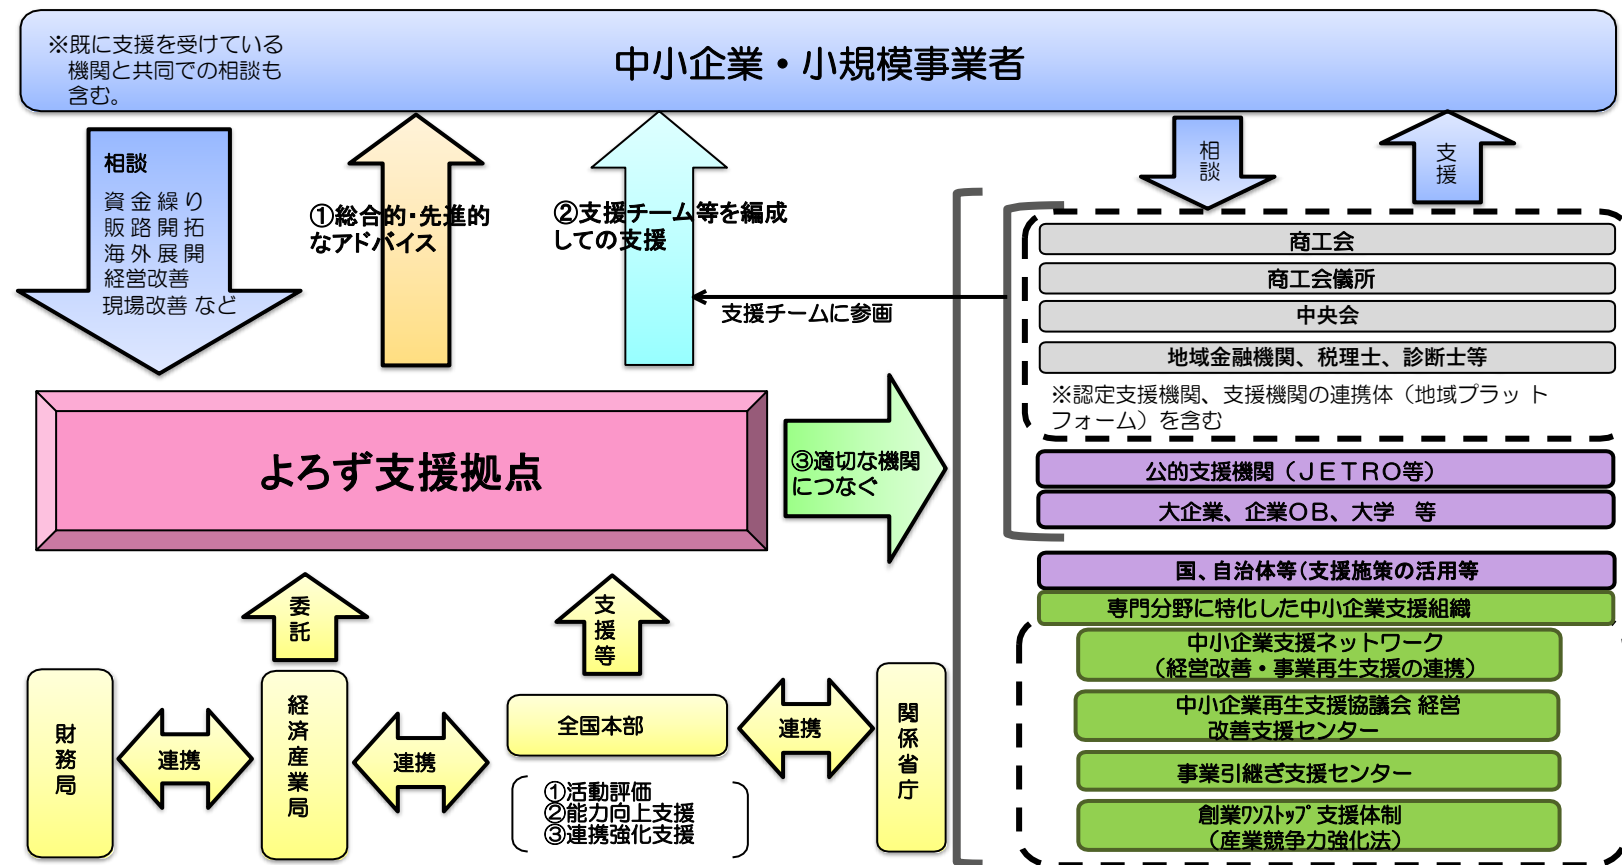 ※既に支援を受けている
機関と共同での相談も
含む。
中小企業・小規模事業者
相談
資金繰り
販路開拓
海外展開
経営改善
現場改善 など
①総合的・先進的
なアドバイス
②支援チーム等を編成
しての支援
支援チームに参画
相談
支援
商工会
商工会儀所
中央会
地域金融機関、税理士、診断士等
※認定支援機関、支援機関の連携体（地域プラット
フォーム）を含む
よろず支援拠点
③適切な機関
につなぐ
公的支援機関（ＪＥＴＲＯ等）
大企業、企業ＯＢ、大学　等
国、自治体等(支援施策の活用等
専門分野に特化した中小企業支援組織
中小企業支援ネットワーク
（経営改善・事業再生支援の連携）
中小企業再生支援協議会 経営
改善支援センター
事業引継ぎ支援センター
創業ﾜﾝｽﾄｯﾌﾟ支援体制
（産業競争力強化法）
委託
支援等
財務局
連携
経済産業局
連携
全国本部
連携
関係省庁
①活動評価
②能力向上支援
③連携強化支援